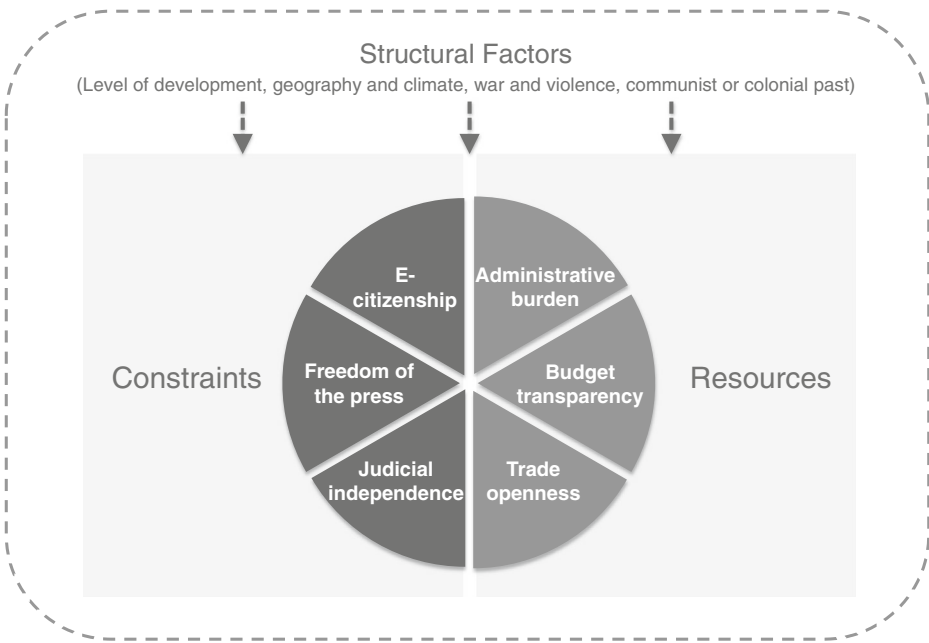 Structural Factors
(Level of development, geography and climate, war and violence, communist or colonial past)
Constraints
E-
citizenship
Freedom of
the press
Judicial
independence
Administrative
burden
Budget
transparency
Trade
openness
Resources